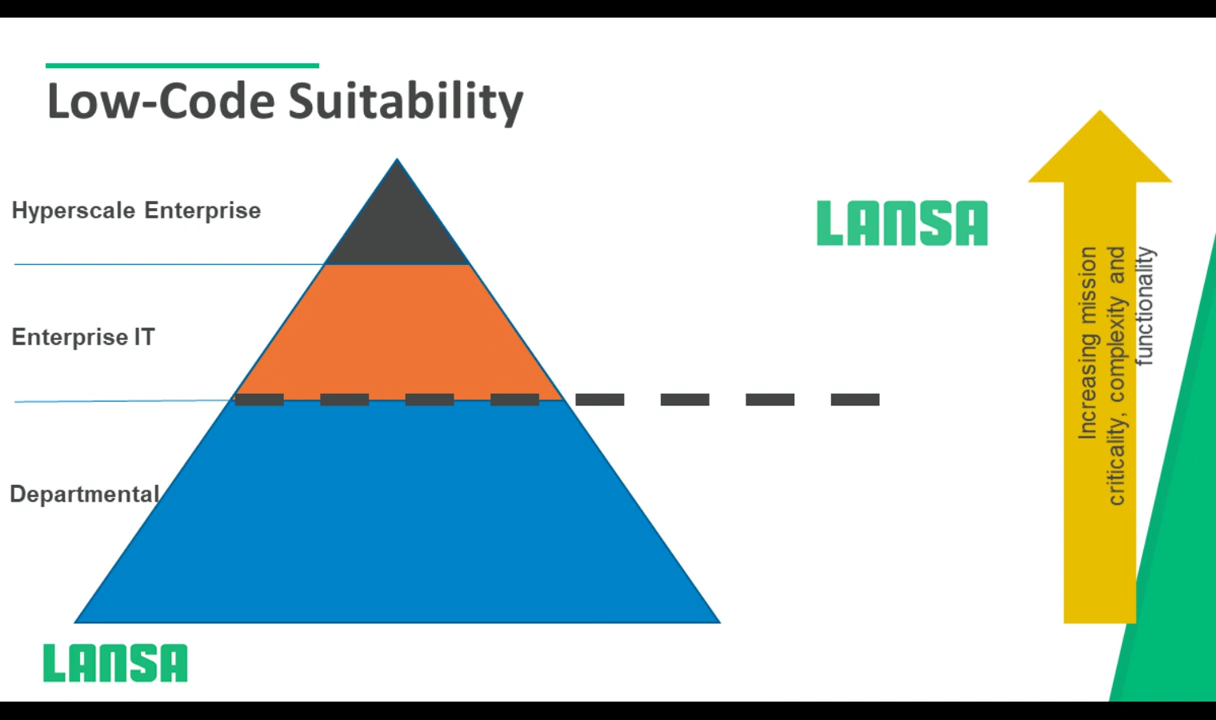 Low-Code Suitability
Hyperscale Enterprise
LANSA
Increasing mission
criticality, complexity and
functionality
Enterprise IT
Departmental
LANSA